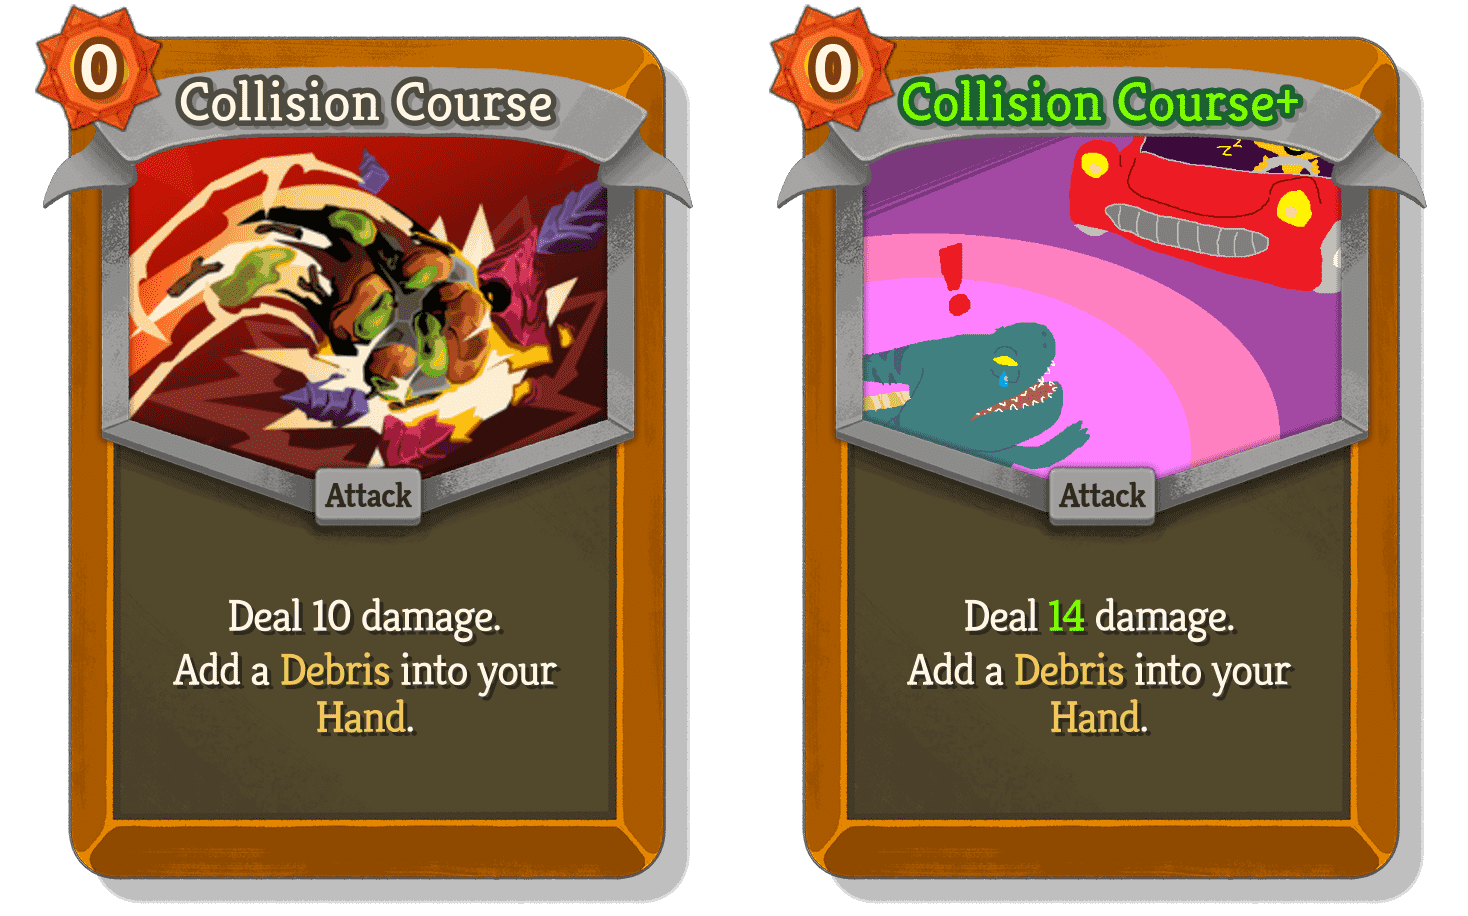 0
Collision Course
Attack
Deal 10 damage.
Add a Debris into your
Hand.
0
Collision Course+
z z
!
Attack
Deal 14 damage.
Add a Debris into your
Hand.